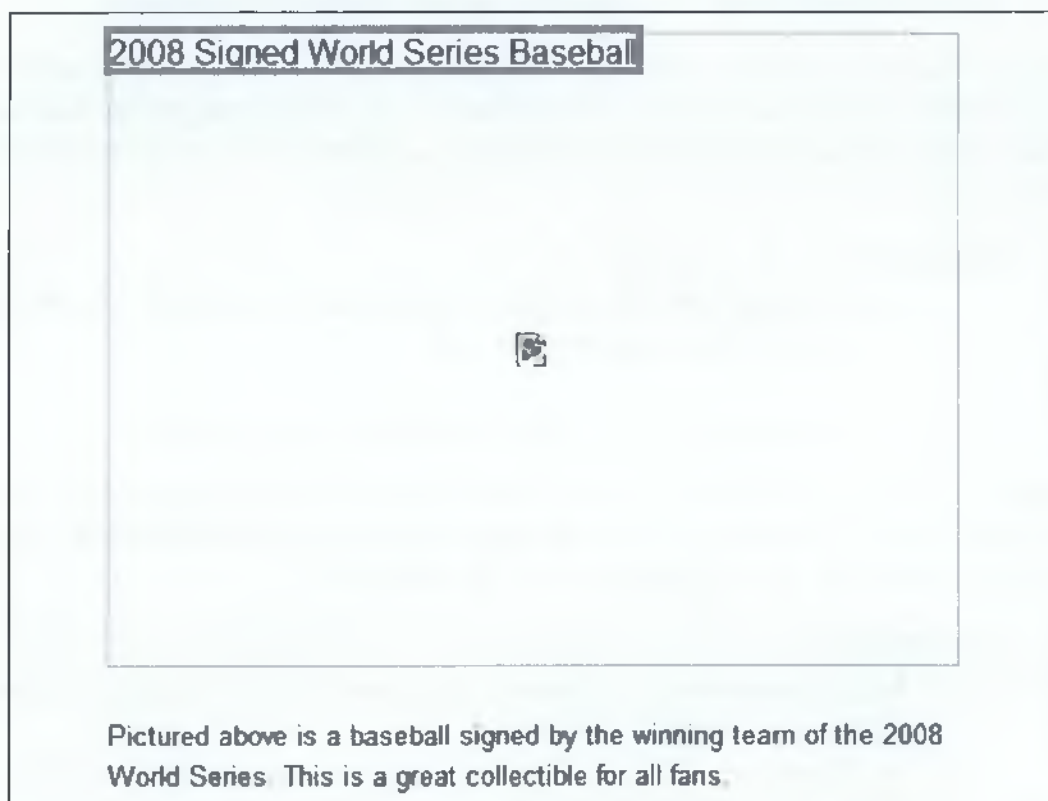 2008 Signed World Series Baseball
Pictured above is a baseball signed by the winning team of the 2008
World Series. This is a great collectible for all fans.